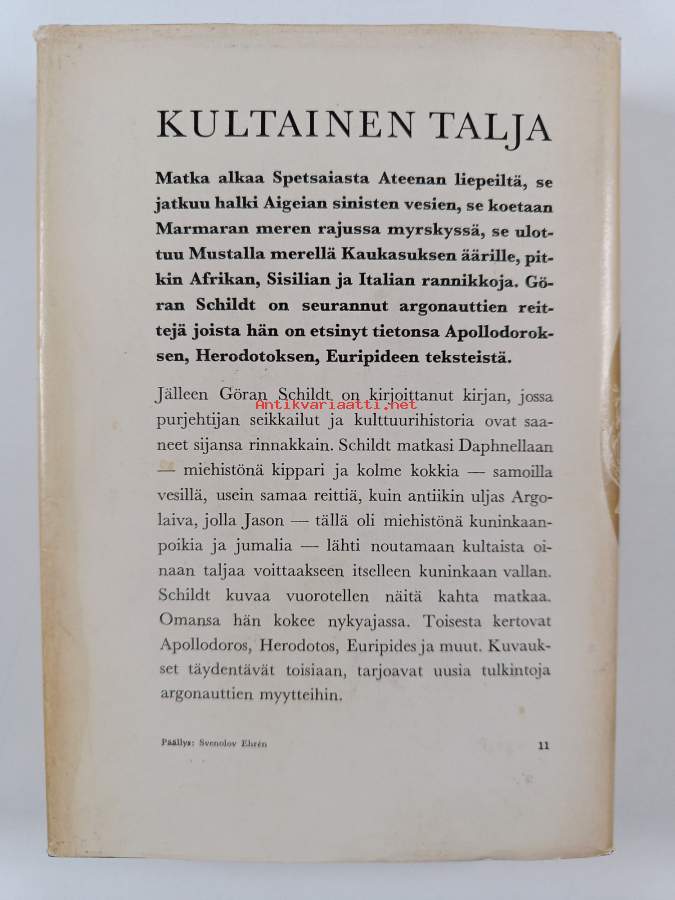 KULTAINEN TALJA
Matka alkaa Spetsaiasta Ateenan liepeiltä, se
jatkuu halki Aigeian sinisten vesien, se koetaan
Marmaran meren rajussa myrskyssä, se ulot-
tuu Mustalla merellä Kaukasuksen äärille, pit-
kin Afrikan, Sisilian ja Italian rannikkoja. Gö-
ran Schildt on seurannut argonauttien reit-
tejä joista hän on etsinyt tietonsa Apollodorok-
sen, Herodotoksen, Euripideen teksteistä.
Jälleen Göran Schildt on kirjoittanut kirjan, jossa
Antikvariaatti.net
purjehtijan seikkailut ja kulttuurihistoria ovat saa-
neet sijansa rinnakkain. Schildt matkasi Daphnellaan
— miehistönä kippari ja kolme kokkia — samoilla
vesillä, usein samaa reittiä, kuin antiikin uljas Argo-
laiva, jolla Jason — tällä oli miehistönä kuninkaan-
poikia ja jumalia — lähti noutamaan kultaista oi-
naan taljaa voittaakseen itselleen kuninkaan vallan.
Schildt kuvaa vuorotellen näitä kahta matkaa.
Omansa hän kokee nykyajassa. Toisesta kertovat
Apollodoros, Herodotos, Euripides ja muut. Kuvauk-
set täydentävät toisiaan, tarjoavat uusia tulkintoja
argonauttien myytteihin.
Päällys: Svenolov Ehrén 11